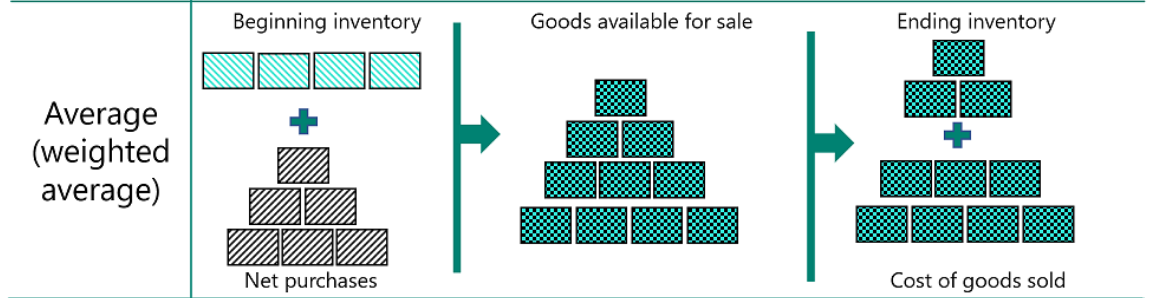 Average
(weighted
average)
Beginning inventory
Net purchases
Goods available for sale
Ending inventory
Cost of goods sold